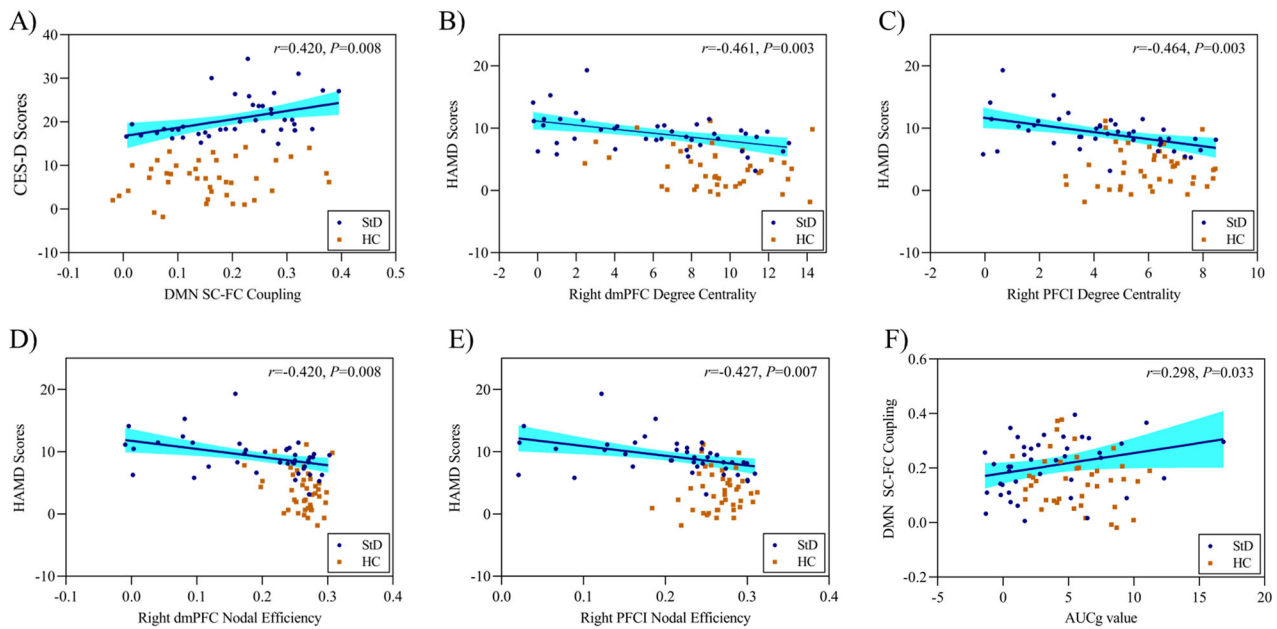 A)
r=0.420, P=0.008
CES-D Scores
40
30
20
10
0
-10
-0.1 0.0 0.1 0.2 0.3 0.4 0.5
DMN SC-FC Coupling
StD
HC
B)
r=-0.461, P=0.003
HAMD Scores
20
10
0
-10
-2 0 2 4 6 8 10 12 14
Right dmPFC Degree Centrality
StD
HC
C)
r=-0.464, P=0.003
HAMD Scores
20
10
0
-10
-2 0 2 4 6 8 10
Right PFCl Degree Centrality
StD
HC
D)
r=-0.420, P=0.008
HAMD Scores
20
10
0
-10
-0.1 0.0 0.1 0.2 0.3 0.4
Right dmPFC Nodal Efficiency
StD
HC
E)
r=-0.427, P=0.007
HAMD Scores
20
10
0
-10
0.0 0.1 0.2 0.3 0.4
Right PFCl Nodal Efficiency
StD
HC
F)
r=0.298, P=0.033
DMN SC-FC Coupling
0.6
0.4
0.2
0.0
-0.2
-5 0 5 10 15 20
AUCg value
StD
HC